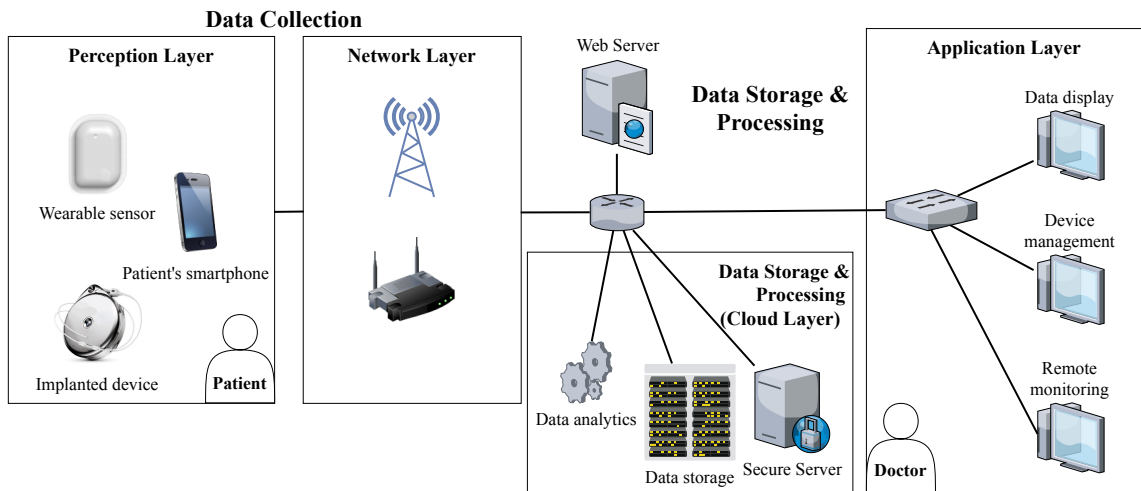 Data Collection
Perception Layer
Wearable sensor
Patient's smartphone
Implanted device
Patient
Network Layer
Web Server
Data Storage &
Processing
Data Storage &
Processing
(Cloud Layer)
Data analytics
Data storage
Secure Server
Application Layer
Data display
Device
management
Remote
monitoring
Doctor